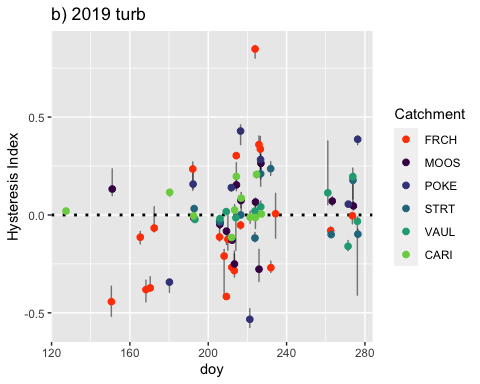 b) 2019 turb
Hysteresis Index
0.5
0.0
-0.5
120 160 200 240 280
doy
Catchment
FRCH
MOOS
POKE
STRT
VAUL
CARI